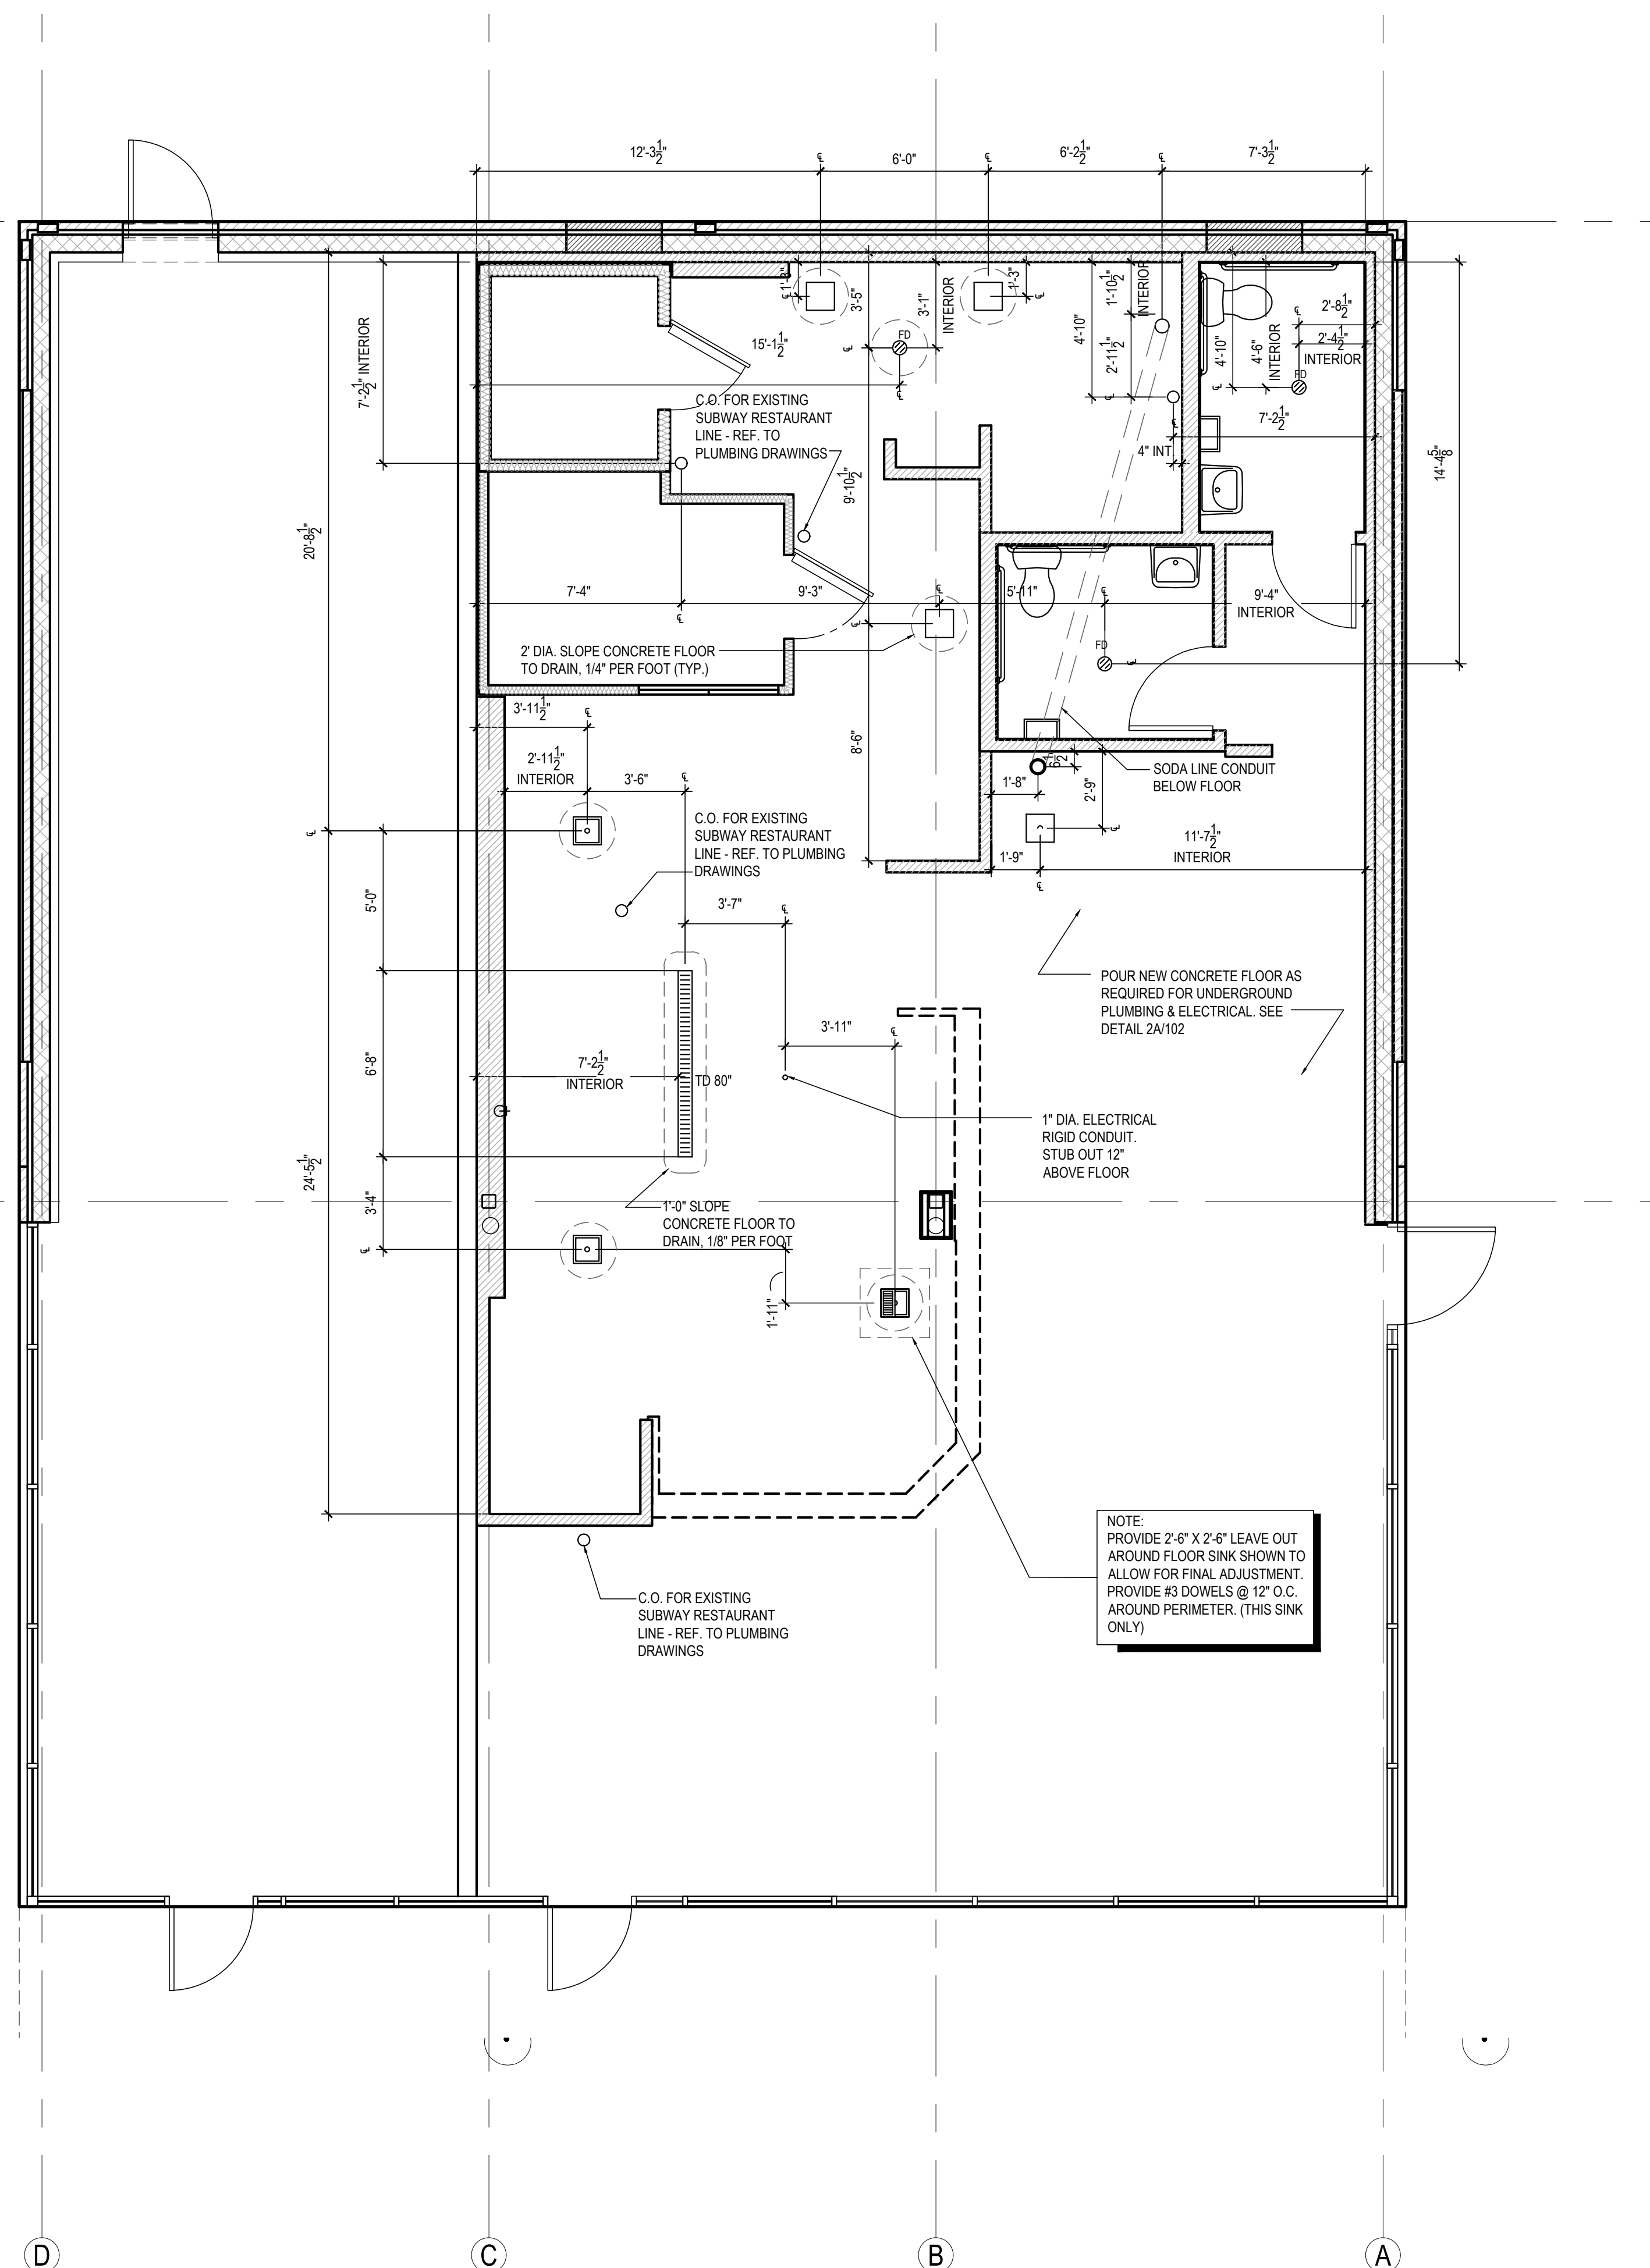 12'-3 1/2"
6'-0"
6'-2 1/2"
7'-3 1/2"
7'-2 1/2" INTERIOR
15'-1 1/2"
1'-3"
3'-5"
FD
3'-1"
INTERIOR
1'-3"
4'-10"
1'-10 1/2"
INTERIOR
2'-11 1/2"
4'-10"
4'-6"
INTERIOR
2'-8 1/2"
2'-4 1/2"
INTERIOR
FD
7'-2 1/2"
4" INT.
14'-4 5/8"
C.O. FOR EXISTING
SUBWAY RESTAURANT
LINE - REF. TO
PLUMBING DRAWINGS
9'-10 1/2"
20'-8 1/2"
7'-4"
9'-3"
5'-11"
9'-4"
INTERIOR
2' DIA. SLOPE CONCRETE FLOOR
TO DRAIN, 1/4" PER FOOT (TYP.)
FD
3'-11 1/2"
2'-11 1/2"
INTERIOR
3'-6"
8'-6"
6 1/2"
1'-8"
2'-9"
SODA LINE CONDUIT
BELOW FLOOR
C.O. FOR EXISTING
SUBWAY RESTAURANT
LINE - REF. TO PLUMBING
DRAWINGS
11'-7 1/2"
INTERIOR
1'-9"
5'-0"
3'-7"
POUR NEW CONCRETE FLOOR AS
REQUIRED FOR UNDERGROUND
PLUMBING & ELECTRICAL. SEE
DETAIL 2A/102
3'-11"
6'-8"
7'-2 1/2"
INTERIOR
TD 80"
1" DIA. ELECTRICAL
RIGID CONDUIT.
STUB OUT 12"
ABOVE FLOOR
24'-5 1/2"
3'-4"
1'-0" SLOPE
CONCRETE FLOOR TO
DRAIN, 1/8" PER FOOT
1'-11"
NOTE:
PROVIDE 2'-6" X 2'-6" LEAVE OUT
AROUND FLOOR SINK SHOWN TO
ALLOW FOR FINAL ADJUSTMENT.
PROVIDE #3 DOWELS @ 12" O.C.
AROUND PERIMETER. (THIS SINK
ONLY)
C.O. FOR EXISTING
SUBWAY RESTAURANT
LINE - REF. TO PLUMBING
DRAWINGS
D
C
B
A